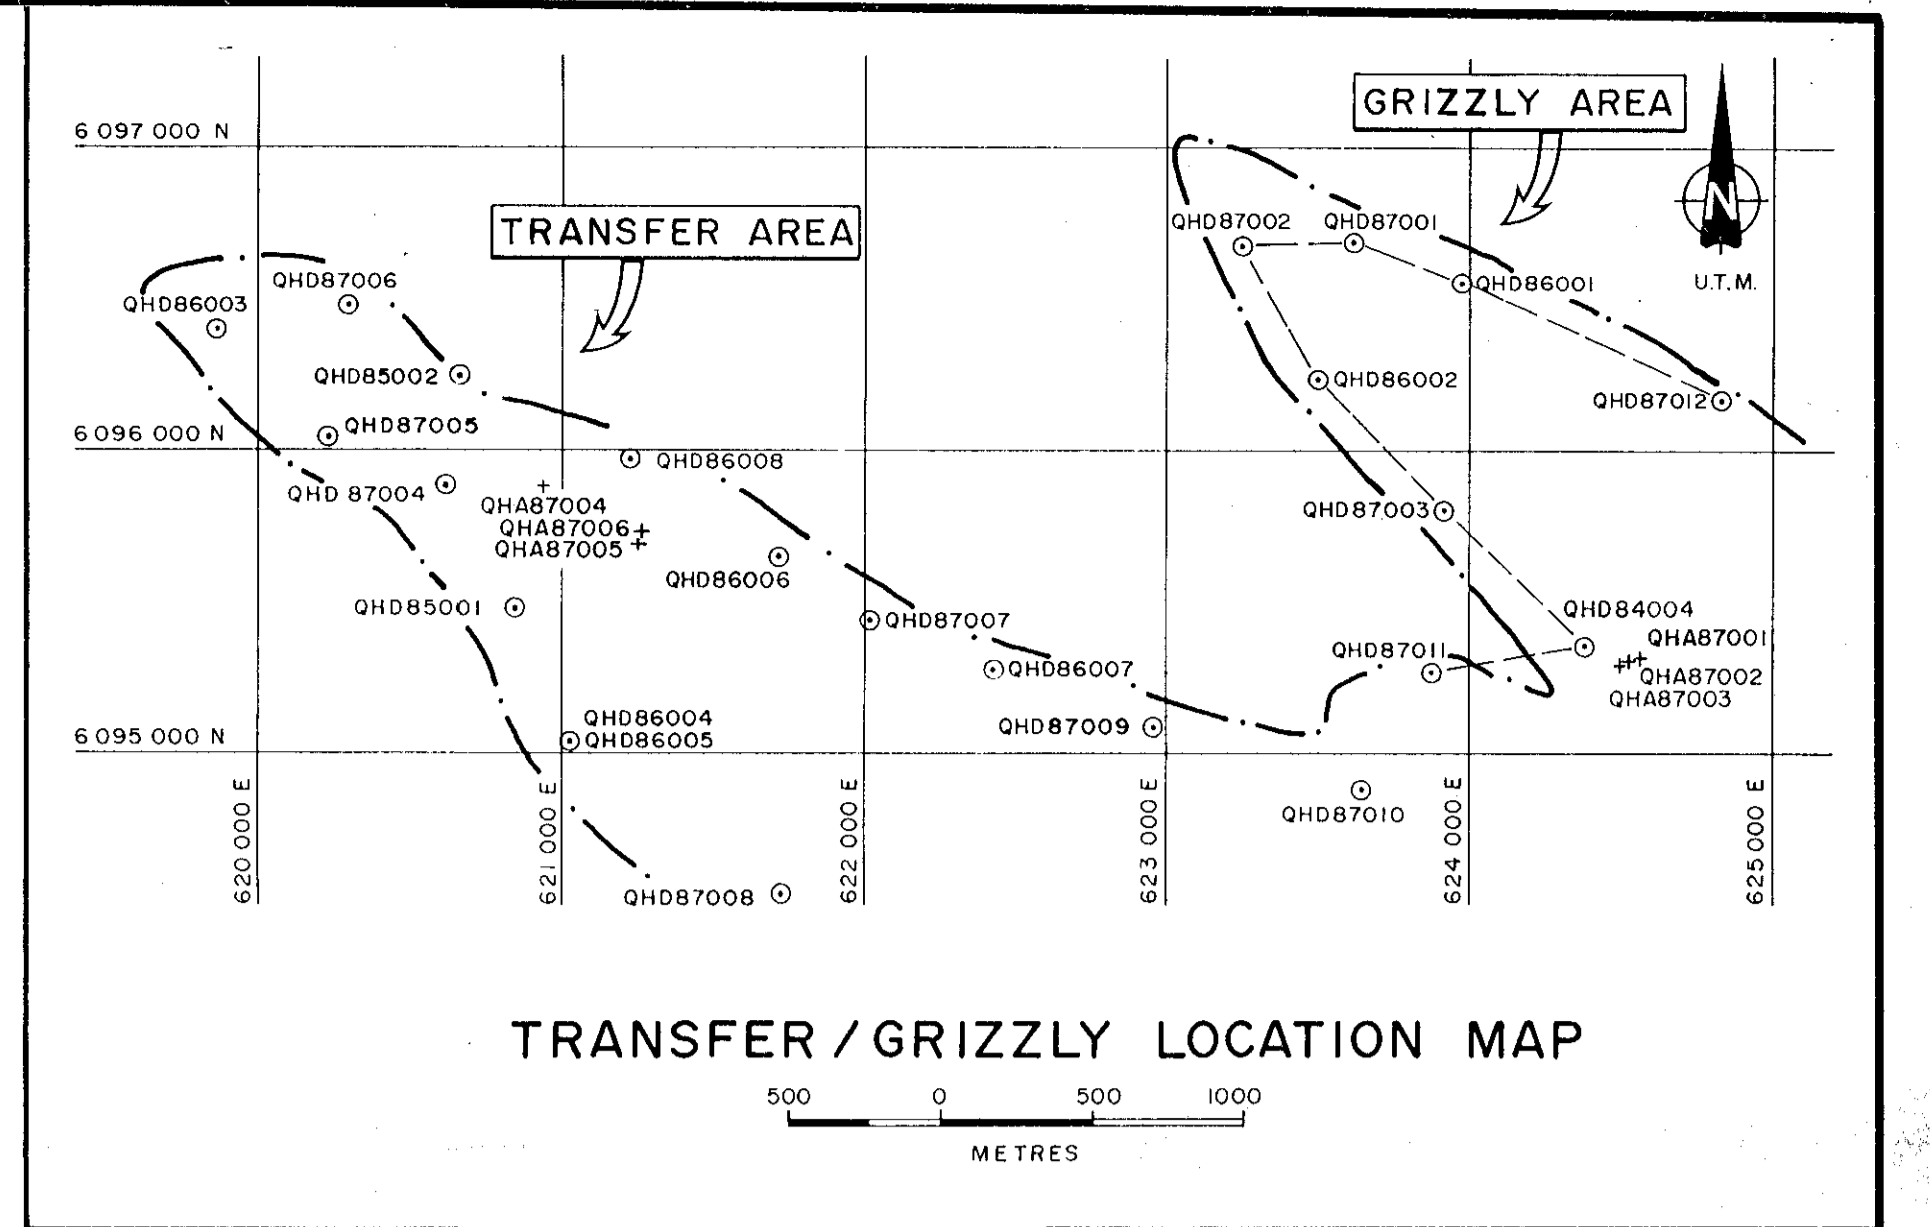 GRIZZLY AREA
6 097 000 N
N
U.T.M.
TRANSFER AREA
QHD87002
QHD87001
QHD87006
QHD86003
QHD86001
QHD85002
QHD86002
QHD87012
QHD87005
6 096 000 N
QHD86008
QHD 87004
QHA87004
QHD87003
QHA87006
QHA87005
QHD86006
QHD85001
QHD84004
QHD87007
QHA87001
QHD87011
QHD86007
QHA87002
QHA87003
QHD86004
QHD87009
6 095 000 N
QHD86005
620 000 E
621 000 E
622 000 E
623 000 E
624 000 E
625 000 E
QHD87010
QHD87008
TRANSFER / GRIZZLY LOCATION MAP
500 0 500 1000
METRES